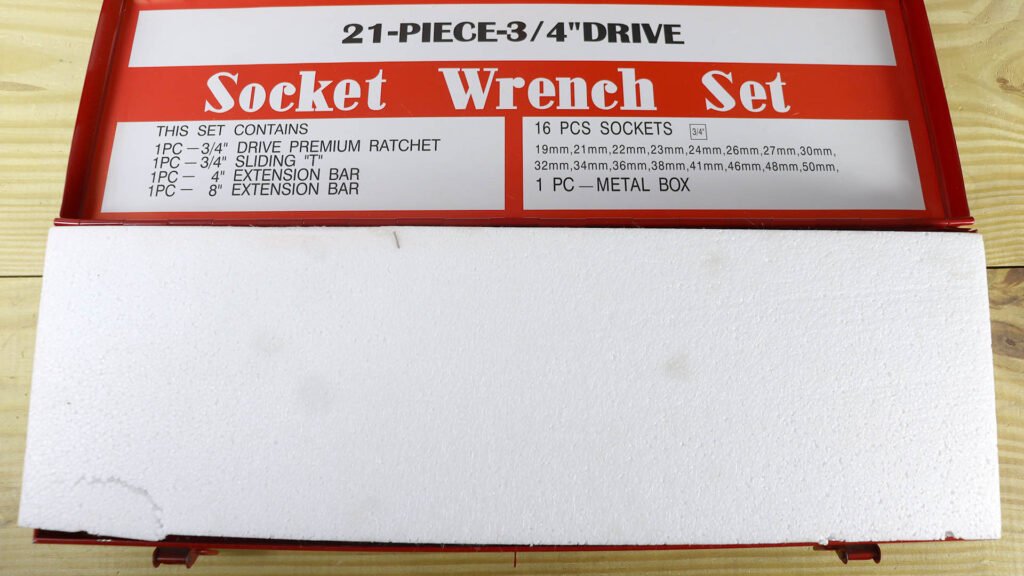 21-PIECE-3/4"DRIVE
Socket Wrench Set
THIS SET CONTAINS
1PC — 3/4" DRIVE PREMIUM RATCHET
1PC — 3/4" SLIDING "T"
1PC — 4" EXTENSION BAR
1PC — 8" EXTENSION BAR
16 PCS SOCKETS 3/4"
19mm,21mm,22mm,23mm,24mm,26mm,27mm,30mm,
32mm,34mm,36mm,38mm,41mm,46mm,48mm,50mm,
1 PC — METAL BOX